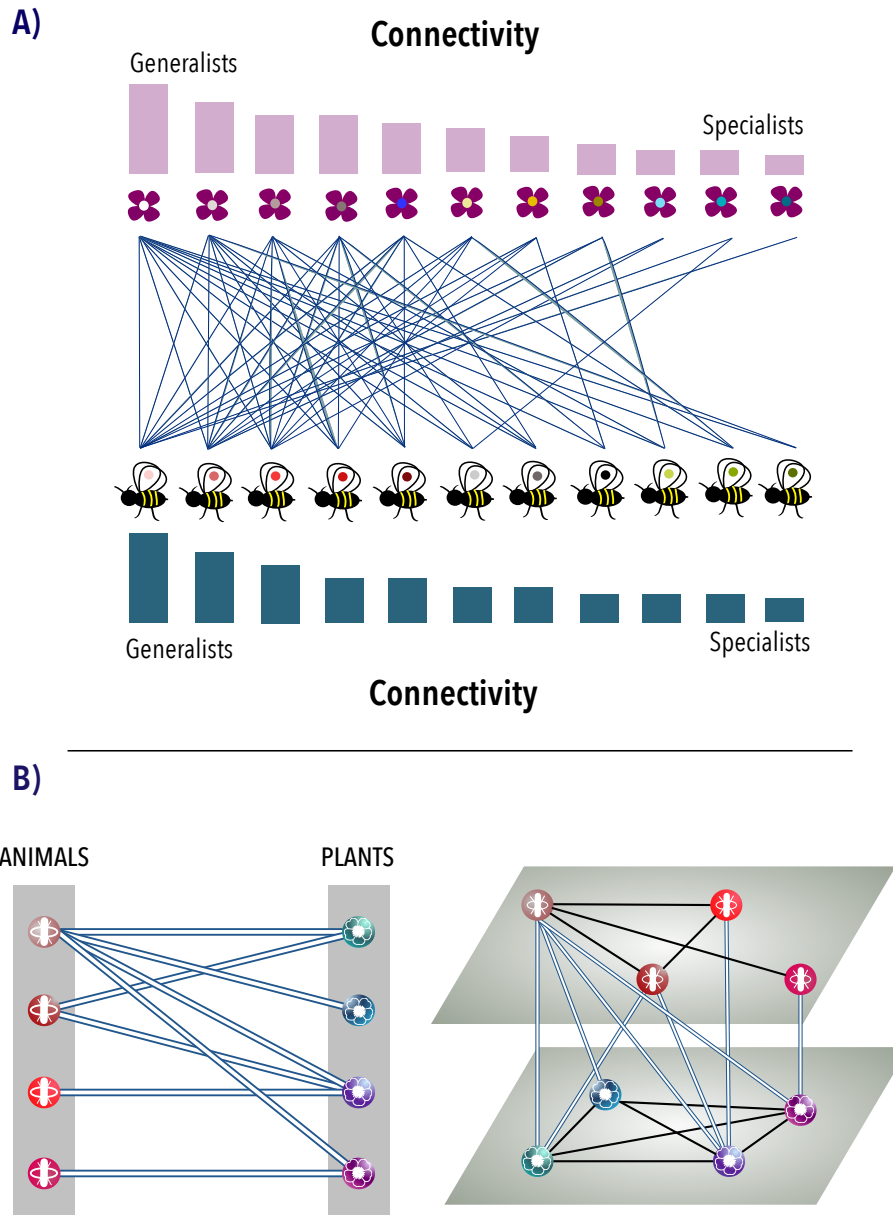 A)
Connectivity
Generalists
Specialists
Generalists
Specialists
Connectivity
B)
ANIMALS
PLANTS